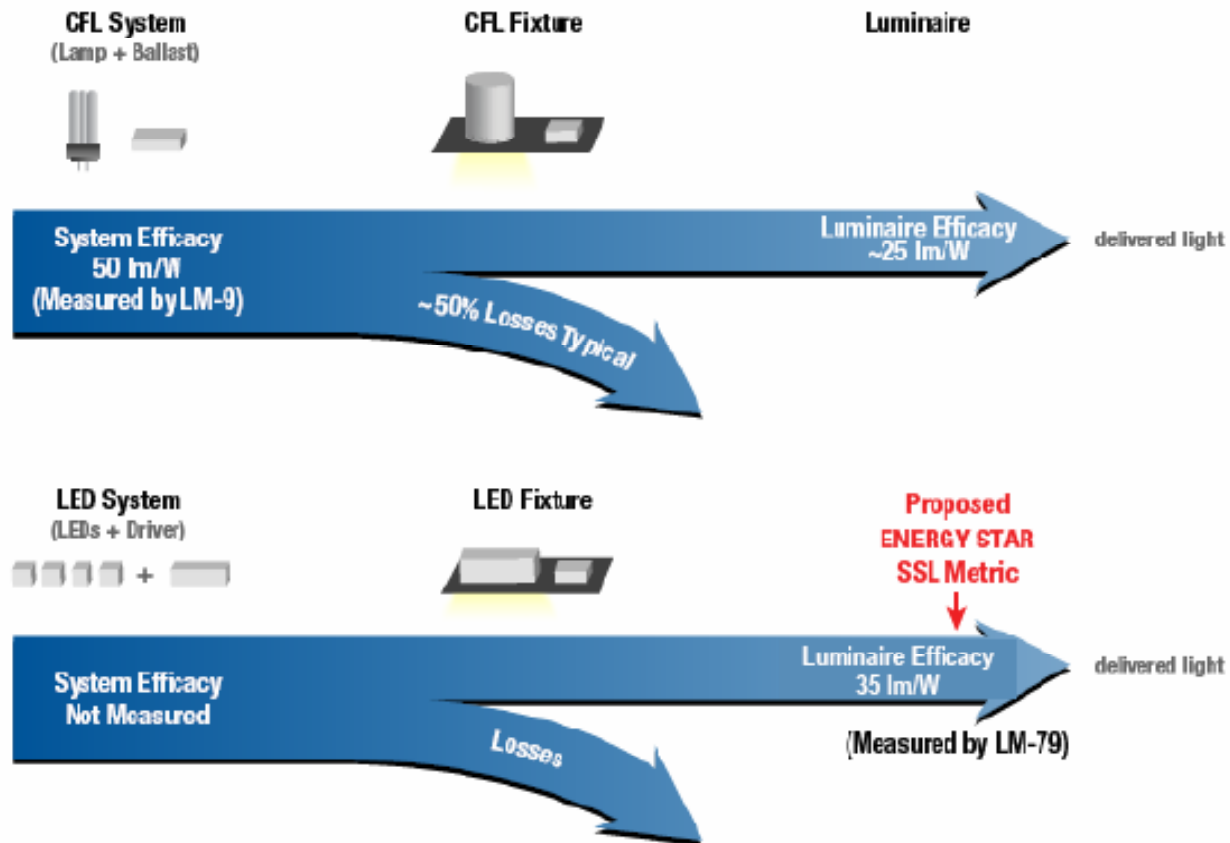 CFL System
(Lamp + Ballast)
CFL Fixture
Luminaire
System Efficacy
50 lm/W
(Measured by LM-9)
Luminaire Efficacy
~25 lm/W
delivered light
~50% Losses Typical
LED System
(LEDs + Driver)
+
LED Fixture
Proposed
ENERGY STAR
SSL Metric
System Efficacy
Not Measured
Luminaire Efficacy
35 lm/W
delivered light
(Measured by LM-79)
Losses